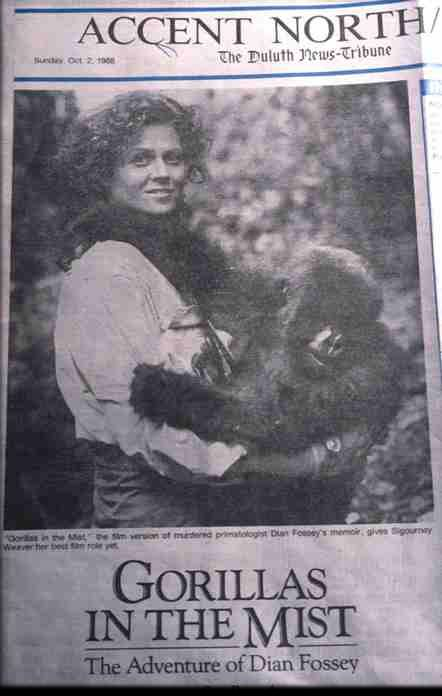 ACCENT NORTH/
Sunday, Oct. 2, 1988
The Duluth News-Tribune
"Gorillas in the Mist," the film version of murdered primatologist Dian Fossey's memoir, gives Sigourney
Weaver her best film role yet.
GORILLAS
IN THE MIST
The Adventure of Dian Fossey